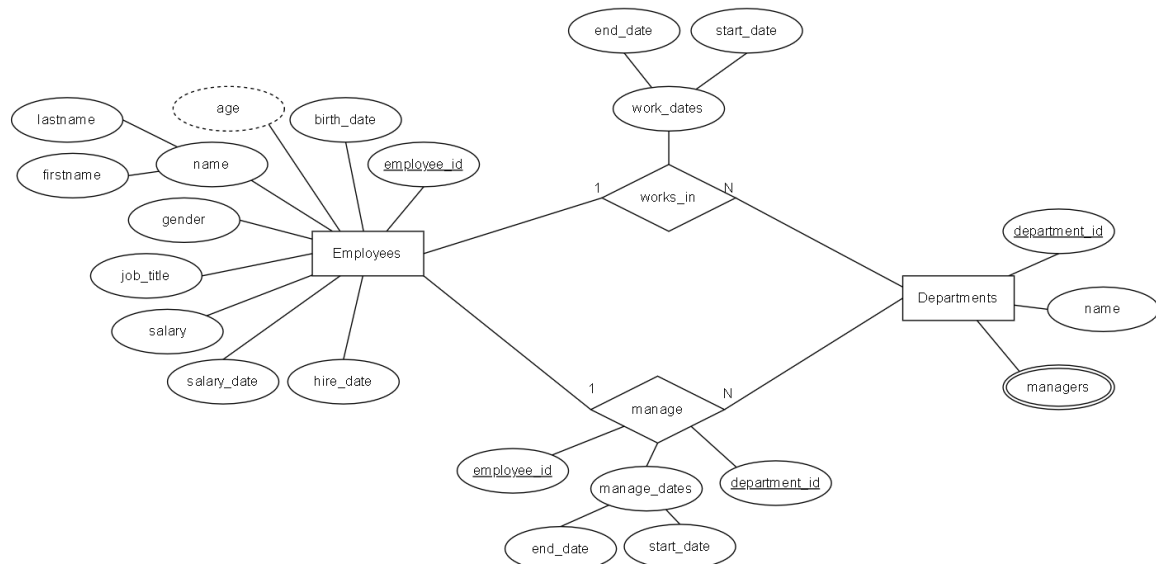 end_date
start_date
age
work_dates
lastname
birth_date
name
employee_id
firstname
1
works_in
N
gender
department_id
Employees
job_title
Departments
name
salary
salary_date
hire_date
managers
1
manage
N
employee_id
manage_dates
department_id
end_date
start_date